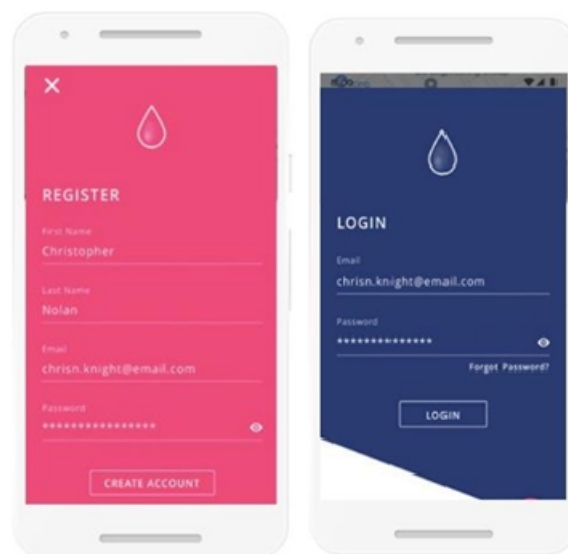 REGISTER
First Name
Christopher
Last Name
Nolan
Email
chrisn.knight@email.com
Password
****************
CREATE ACCOUNT
LOGIN
Email
chrisn.knight@email.com
Password
***************
Forgot Password?
LOGIN